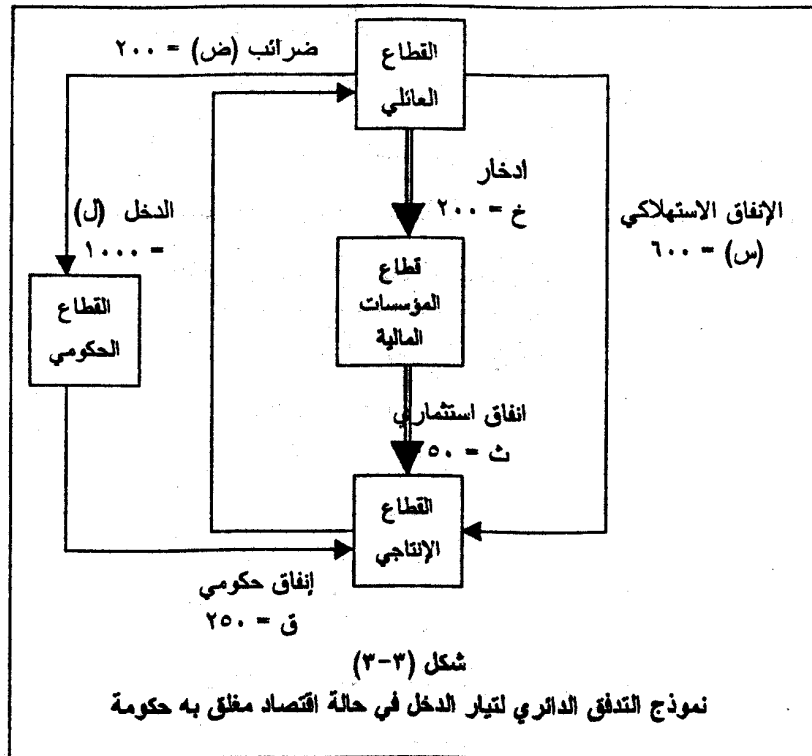 ضرائب (ض) = ٢٠٠
القطاع
العائلي
ادخار
خ = ٢٠٠
الإنفاق الاستهلاكي
(س) = ٦٠٠
الدخل (ل)
= ١٠٠٠
القطاع
الحكومي
قطاع
المؤسسات
المالية
انفاق استثماري
ث =
القطاع
الإنتاجي
إنفاق حكومي
ق = ٢٥٠
شكل (٣-٣)
نموذج التدفق الدائري لتيار الدخل في حالة اقتصاد مغلق به حكومة